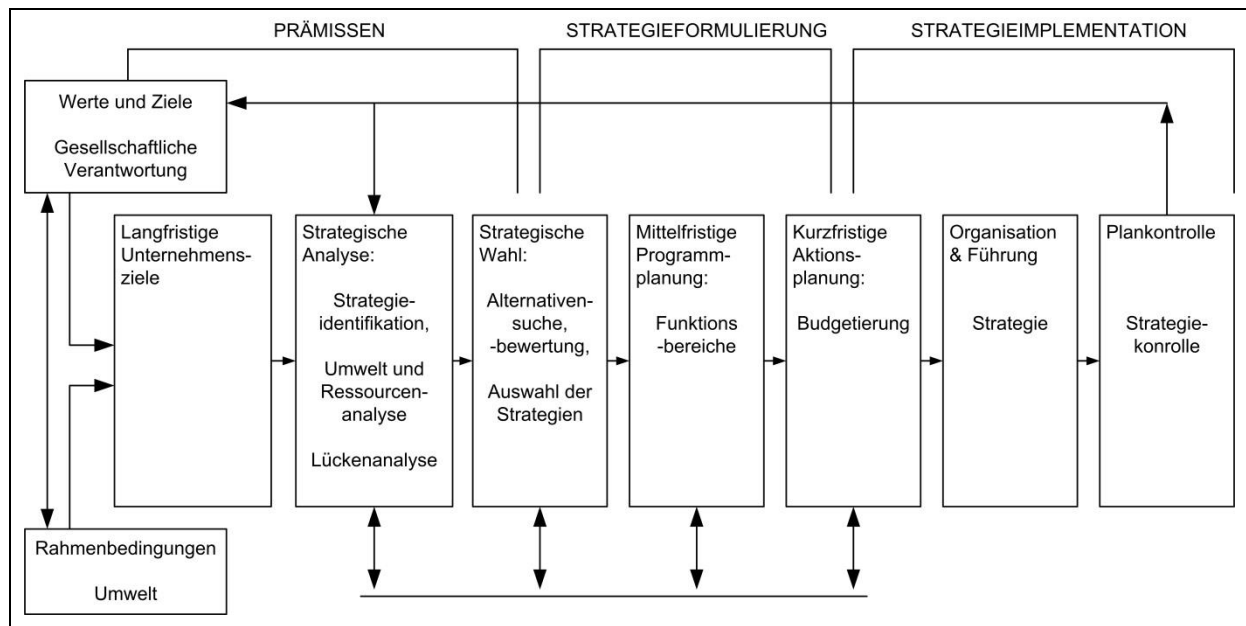 PRÄMISSEN
STRATEGIEFORMULIERUNG
STRATEGIEIMPLEMENTATION
Werte und Ziele
Gesellschaftliche
Verantwortung
Langfristige
Unternehmens-
ziele
Strategische
Analyse:
Strategie-
identifikation,
Umwelt und
Ressourcen-
analyse
Lückenanalyse
Strategische
Wahl:
Alternativen-
suche,
-bewertung,
Auswahl der
Strategien
Mittelfristige
Programm-
planung:
Funktions
-bereiche
Kurzfristige
Aktions-
planung:
Budgetierung
Organisation
& Führung
Strategie
Plankontrolle
Strategie-
konrolle
Rahmenbedingungen
Umwelt